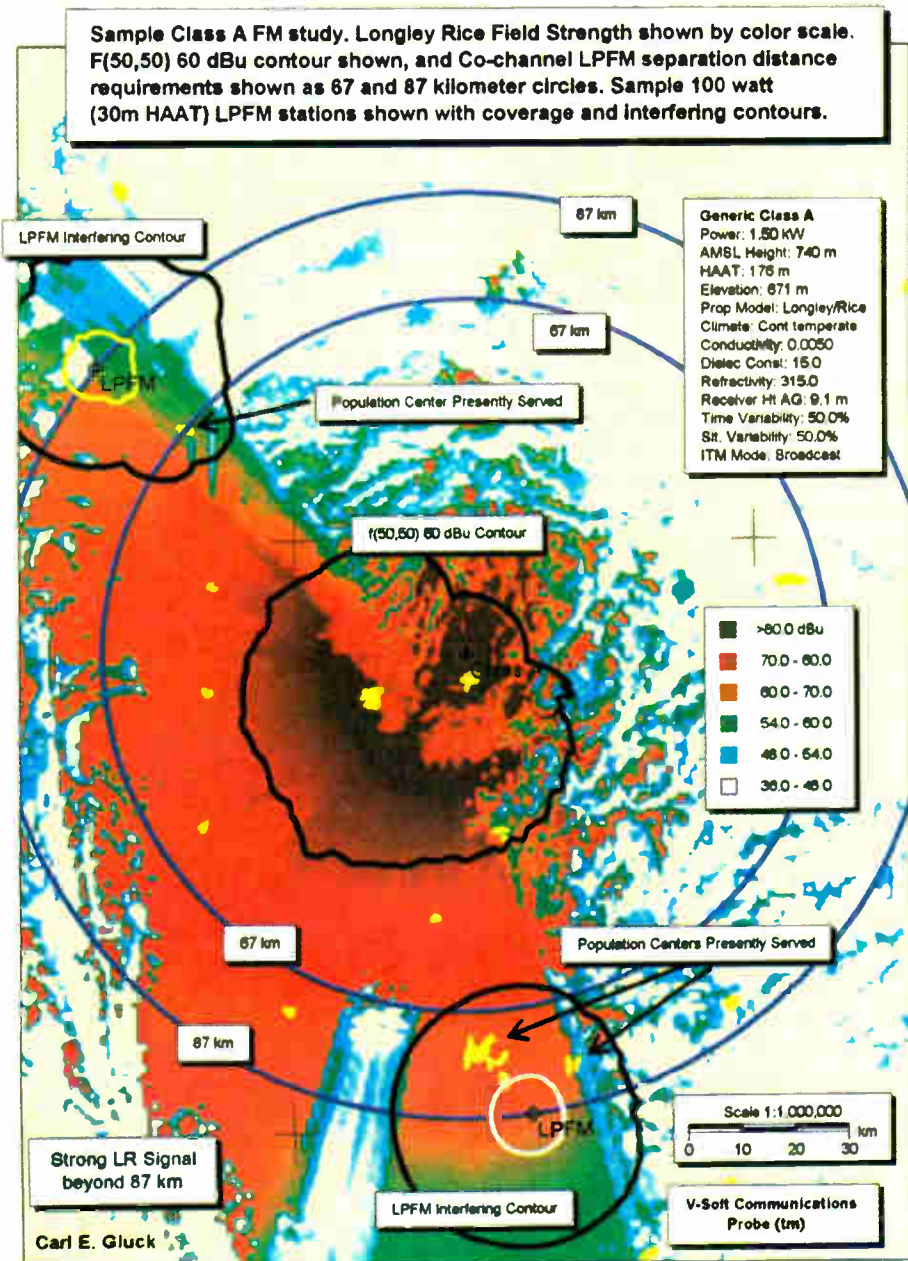 Sample Class A FM study. Longley Rice Field Strength shown by color scale.
F(50,50) 60 dBu contour shown, and Co-channel LPFM separation distance
requirements shown as 67 and 87 kilometer circles. Sample 100 watt
(30m HAAT) LPFM stations shown with coverage and interfering contours.
87 km
LPFM Interfering Contour
Generic Class A
Power: 1.50 kW
AMSL Height: 740 m
HAAT: 176 m
Elevation: 671 m
Prop Model: Longley/Rice
Climate: Cont temperate
Conductivity: 0.0050
Dielec Const: 15.0
Refractivity: 315.0
Receiver Ht AG: 9.1 m
Time Variability: 50.0%
Sit. Variability: 50.0%
ITM Mode: Broadcast
67 km
LPFM
Population Center Presently Served
f(50,50) 60 dBu Contour
>80.0 dBu
70.0 - 80.0
60.0 - 70.0
54.0 - 60.0
48.0 - 54.0
36.0 - 48.0
67 km
Population Centers Presently Served
87 km
LPFM
Scale 1:1,000,000
0 10 20 30 km
Strong LR Signal
beyond 87 km
LPFM Interfering Contour
V-Soft Communications
Probe (tm)
Carl E. Gluck